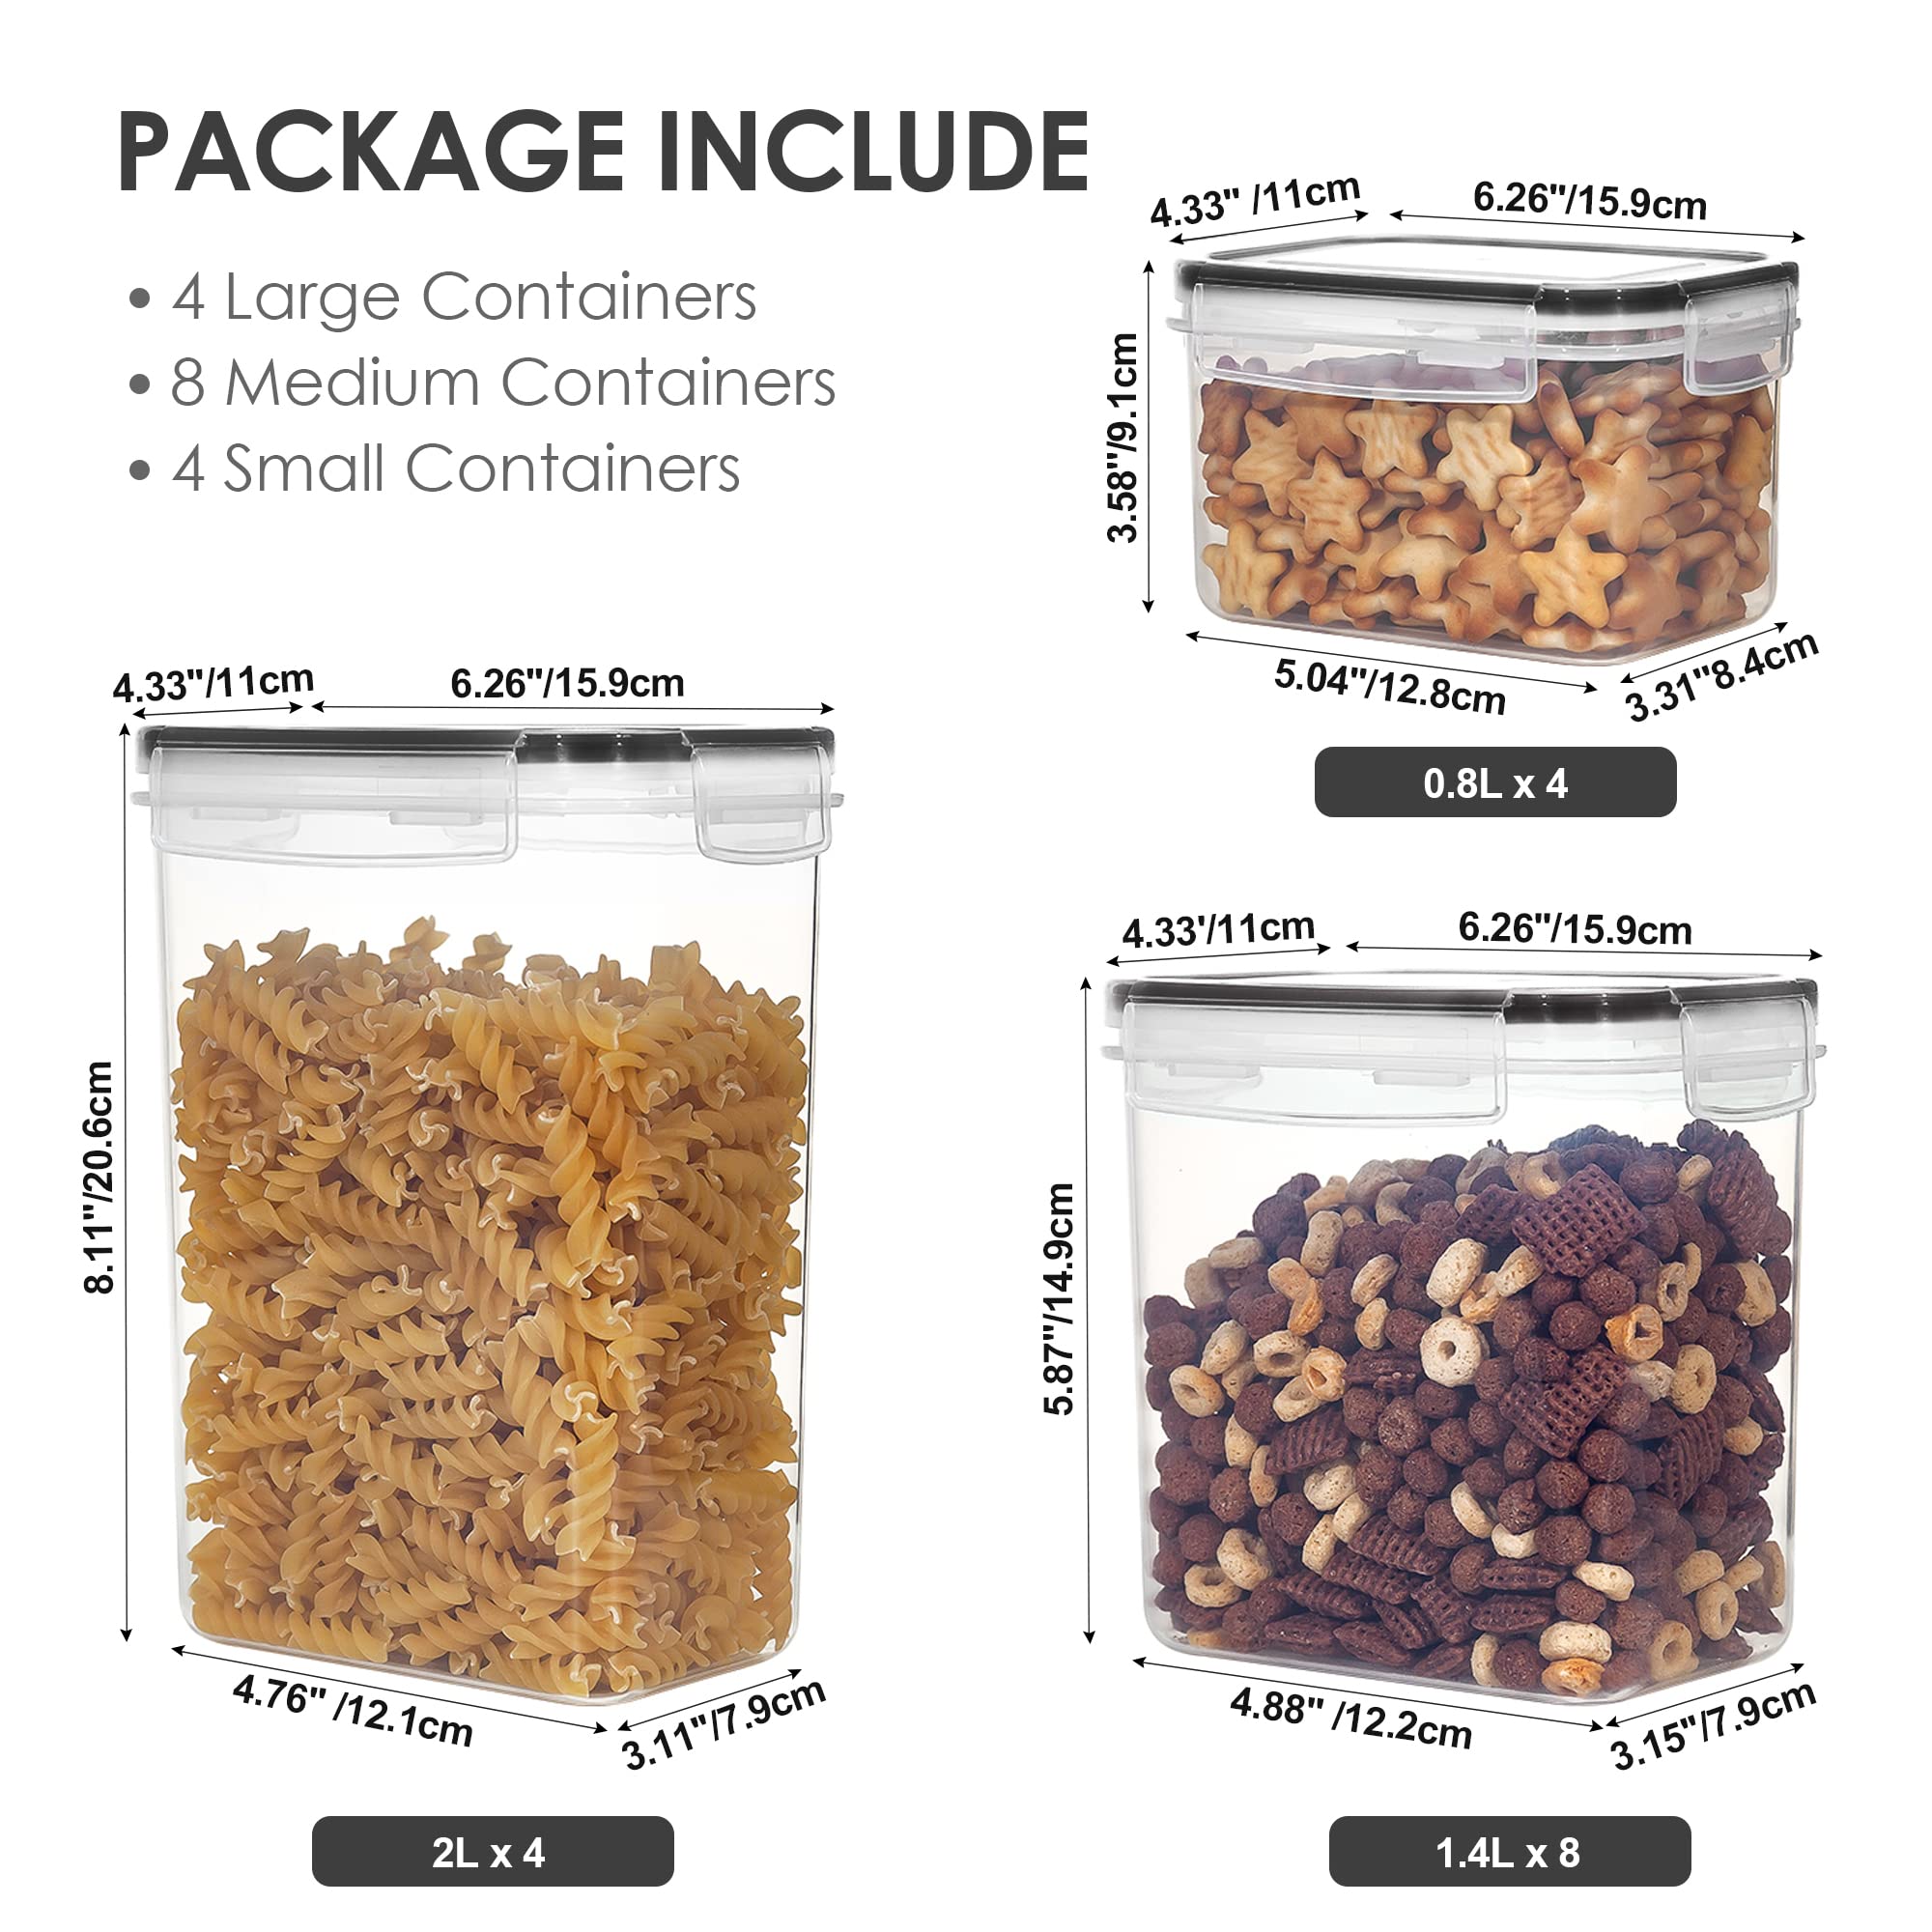 PACKAGE INCLUDE
• 4 Large Containers
• 8 Medium Containers
• 4 Small Containers
4.33" /11cm
6.26"/15.9cm
3.58"/9.1cm
5.04"/12.8cm
3.31"8.4cm
0.8L x 4
4.33"/11cm
6.26"/15.9cm
8.11"/20.6cm
4.76" /12.1cm
3.11"/7.9cm
2L x 4
4.33'/11cm
6.26"/15.9cm
5.87"/14.9cm
4.88" /12.2cm
3.15"/7.9cm
1.4L x 8